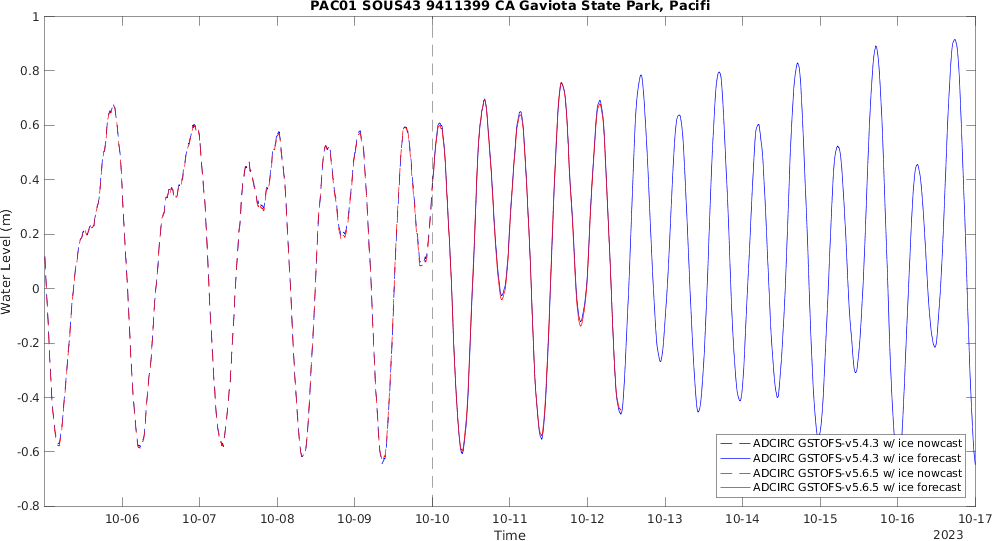 PAC01 SOUS43 9411399 CA Gaviota State Park, Pacifi
1
0.8
0.6
0.4
0.2
0
-0.2
-0.4
-0.6
-0.8
Water Level (m)
ADCIRC GSTOFS-v5.4.3 w/ ice nowcast
ADCIRC GSTOFS-v5.4.3 w/ ice forecast
ADCIRC GSTOFS-v5.6.5 w/ ice nowcast
ADCIRC GSTOFS-v5.6.5 w/ ice forecast
10-06 10-07 10-08 10-09 10-10 10-11 10-12 10-13 10-14 10-15 10-16 10-17
Time
2023